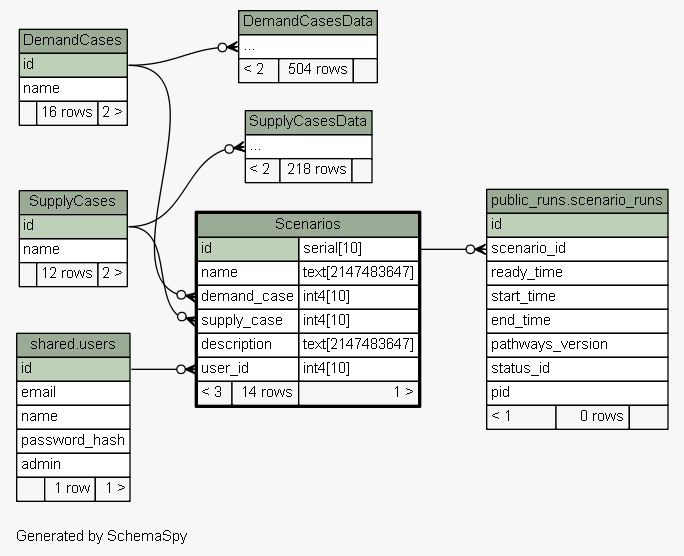 DemandCases
id
name
16 rows 2 >
DemandCasesData
...
< 2 504 rows
SupplyCasesData
...
< 2 218 rows
SupplyCases
id
name
12 rows 2 >
Scenarios
id serial[10]
name text[2147483647]
demand_case int4[10]
supply_case int4[10]
description text[2147483647]
user_id int4[10]
< 3 14 rows 1 >
public_runs.scenario_runs
id
scenario_id
ready_time
start_time
end_time
pathways_version
status_id
pid
< 1 0 rows
shared.users
id
email
name
password_hash
admin
1 row 1 >
Generated by SchemaSpy